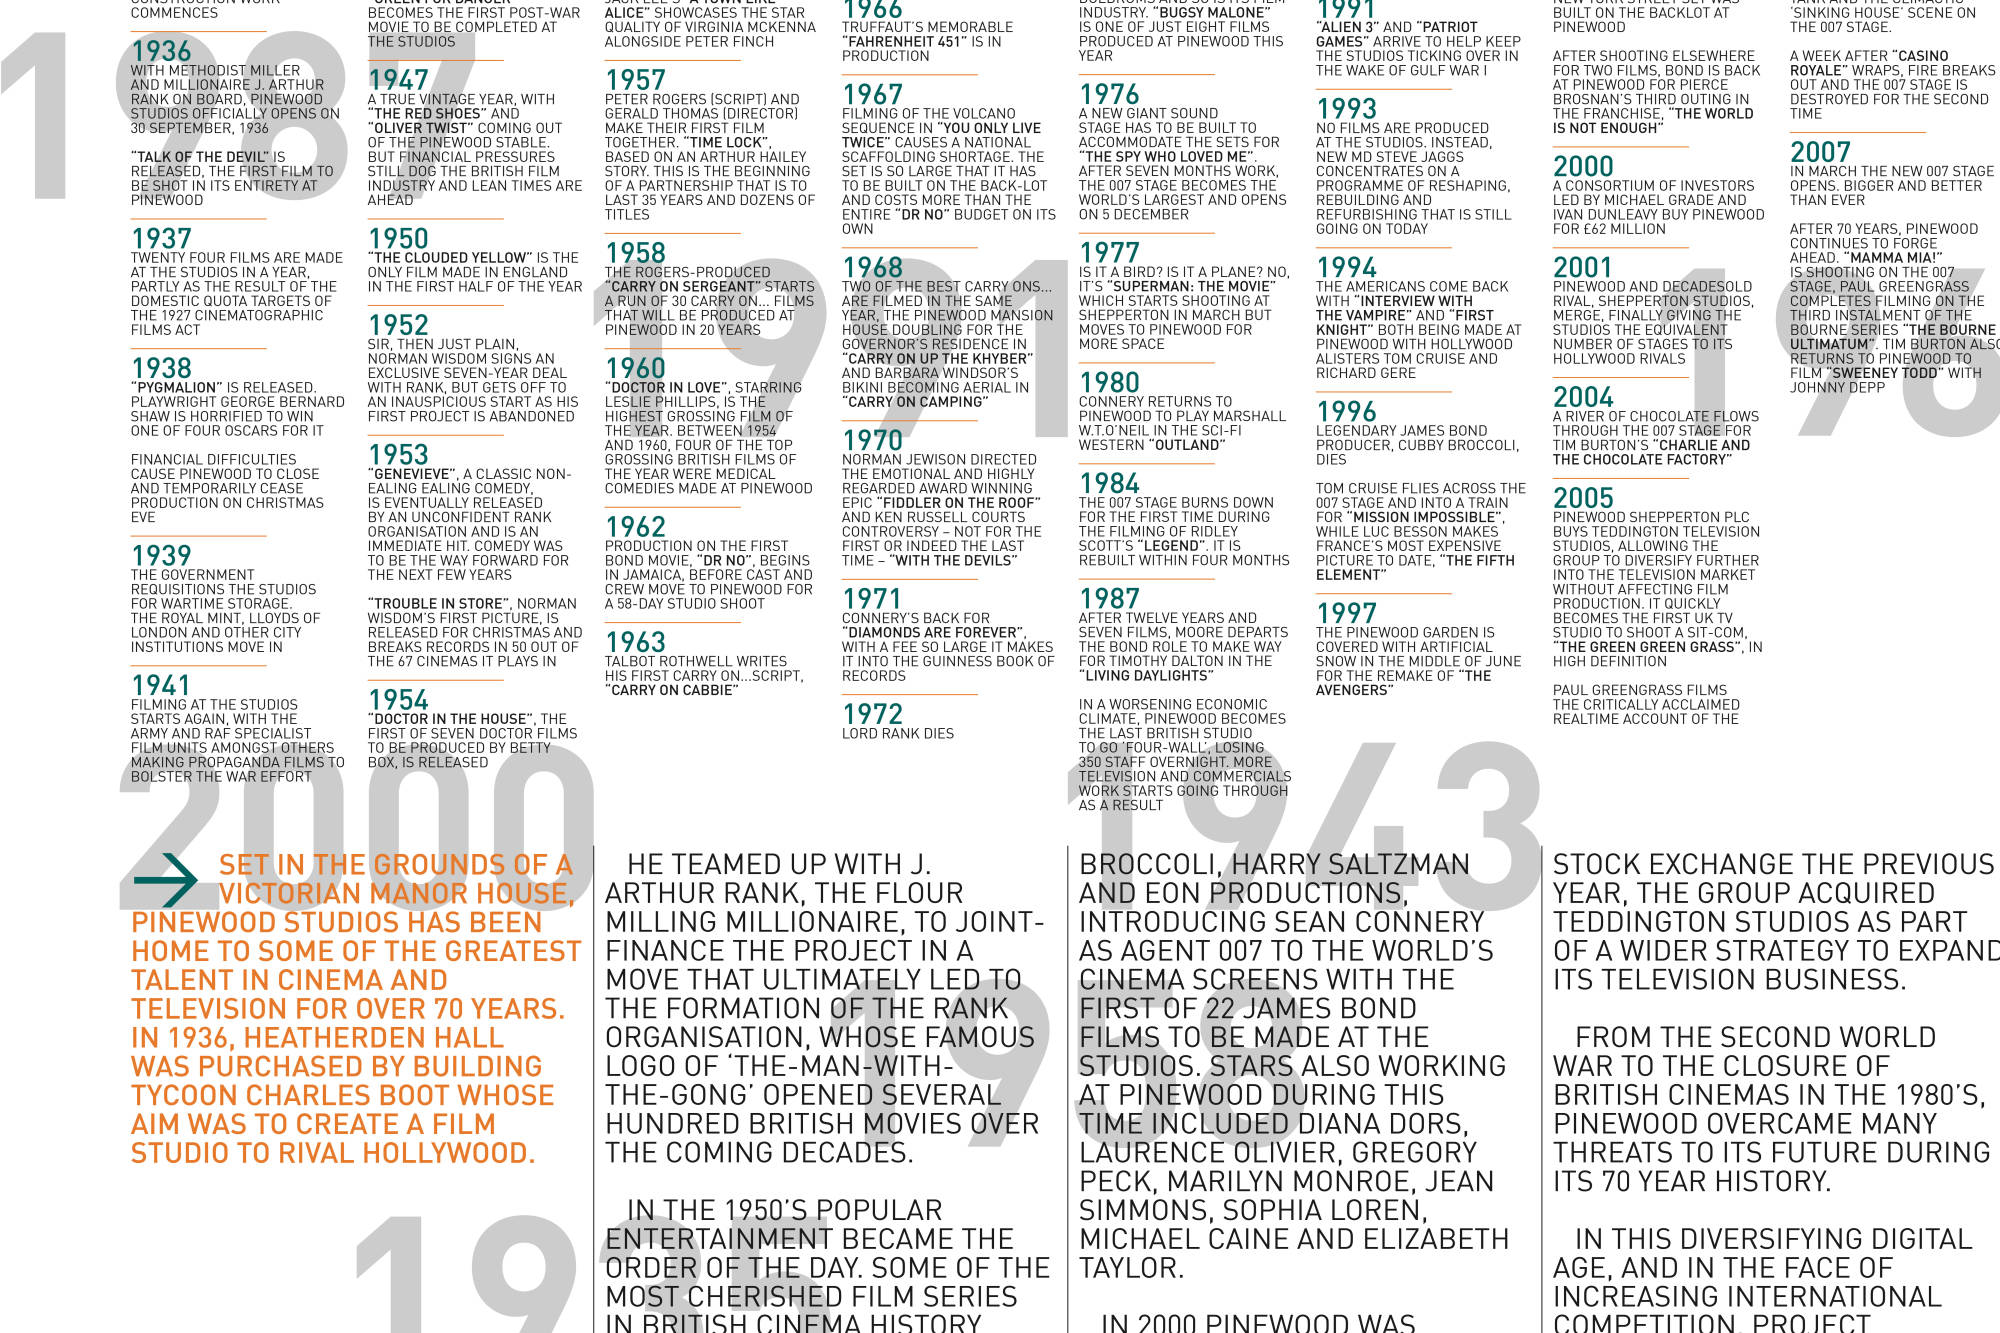 CONSTRUCTION WORK
COMMENCES
1936
WITH METHODIST MILLER
AND MILLIONAIRE J. ARTHUR
RANK ON BOARD, PINEWOOD
STUDIOS OFFICIALLY OPENS ON
30 SEPTEMBER, 1936
“TALK OF THE DEVIL” IS
RELEASED, THE FIRST FILM TO
BE SHOT IN ITS ENTIRETY AT
PINEWOOD
1937
TWENTY FOUR FILMS ARE MADE
AT THE STUDIOS IN A YEAR,
PARTLY AS THE RESULT OF THE
DOMESTIC QUOTA TARGETS OF
THE 1927 CINEMATOGRAPHIC
FILMS ACT
1938
“PYGMALION” IS RELEASED.
PLAYWRIGHT GEORGE BERNARD
SHAW IS HORRIFIED TO WIN
ONE OF FOUR OSCARS FOR IT
FINANCIAL DIFFICULTIES
CAUSE PINEWOOD TO CLOSE
AND TEMPORARILY CEASE
PRODUCTION ON CHRISTMAS
EVE
1939
THE GOVERNMENT
REQUISITIONS THE STUDIOS
FOR WARTIME STORAGE.
THE ROYAL MINT, LLOYDS OF
LONDON AND OTHER CITY
INSTITUTIONS MOVE IN
1941
FILMING AT THE STUDIOS
STARTS AGAIN, WITH THE
ARMY AND RAF SPECIALIST
FILM UNITS AMONGST OTHERS
MAKING PROPAGANDA FILMS TO
BOLSTER THE WAR EFFORT
“GREEN FOR DANGER”
BECOMES THE FIRST POST-WAR
MOVIE TO BE COMPLETED AT
THE STUDIOS
1947
A TRUE VINTAGE YEAR, WITH
“THE RED SHOES” AND
“OLIVER TWIST” COMING OUT
OF THE PINEWOOD STABLE.
BUT FINANCIAL PRESSURES
STILL DOG THE BRITISH FILM
INDUSTRY AND LEAN TIMES ARE
AHEAD
1950
“THE CLOUDED YELLOW” IS THE
ONLY FILM MADE IN ENGLAND
IN THE FIRST HALF OF THE YEAR
1952
SIR, THEN JUST PLAIN,
NORMAN WISDOM SIGNS AN
EXCLUSIVE SEVEN-YEAR DEAL
WITH RANK, BUT GETS OFF TO
AN INAUSPICIOUS START AS HIS
FIRST PROJECT IS ABANDONED
1953
“GENEVIEVE”, A CLASSIC NON-
EALING EALING COMEDY,
IS EVENTUALLY RELEASED
BY AN UNCONFIDENT RANK
ORGANISATION AND IS AN
IMMEDIATE HIT. COMEDY WAS
TO BE THE WAY FORWARD FOR
THE NEXT FEW YEARS
“TROUBLE IN STORE”, NORMAN
WISDOM’S FIRST PICTURE, IS
RELEASED FOR CHRISTMAS AND
BREAKS RECORDS IN 50 OUT OF
THE 67 CINEMAS IT PLAYS IN
1954
“DOCTOR IN THE HOUSE”, THE
FIRST OF SEVEN DOCTOR FILMS
TO BE PRODUCED BY BETTY
BOX, IS RELEASED
JACK LEE’S “A TOWN LIKE
ALICE” SHOWCASES THE STAR
QUALITY OF VIRGINIA MCKENNA
ALONGSIDE PETER FINCH
1957
PETER ROGERS (SCRIPT) AND
GERALD THOMAS (DIRECTOR)
MAKE THEIR FIRST FILM
TOGETHER. “TIME LOCK”,
BASED ON AN ARTHUR HAILEY
STORY. THIS IS THE BEGINNING
OF A PARTNERSHIP THAT IS TO
LAST 35 YEARS AND DOZENS OF
TITLES
1958
THE ROGERS-PRODUCED
“CARRY ON SERGEANT” STARTS
A RUN OF 30 CARRY ON... FILMS
THAT WILL BE PRODUCED AT
PINEWOOD IN 20 YEARS
1960
“DOCTOR IN LOVE”, STARRING
LESLIE PHILLIPS, IS THE
HIGHEST GROSSING FILM OF
THE YEAR. BETWEEN 1954
AND 1960, FOUR OF THE TOP
GROSSING BRITISH FILMS OF
THE YEAR WERE MEDICAL
COMEDIES MADE AT PINEWOOD
1962
PRODUCTION ON THE FIRST
BOND MOVIE, “DR NO”, BEGINS
IN JAMAICA, BEFORE CAST AND
CREW MOVE TO PINEWOOD FOR
A 58-DAY STUDIO SHOOT
1963
TALBOT ROTHWELL WRITES
HIS FIRST CARRY ON...SCRIPT,
“CARRY ON CABBIE”
1966
TRUFFAUT’S MEMORABLE
“FAHRENHEIT 451” IS IN
PRODUCTION
1967
FILMING OF THE VOLCANO
SEQUENCE IN “YOU ONLY LIVE
TWICE” CAUSES A NATIONAL
SCAFFOLDING SHORTAGE. THE
SET IS SO LARGE THAT IT HAS
TO BE BUILT ON THE BACK-LOT
AND COSTS MORE THAN THE
ENTIRE “DR NO” BUDGET ON ITS
OWN
1968
TWO OF THE BEST CARRY ONS...
ARE FILMED IN THE SAME
YEAR, THE PINEWOOD MANSION
HOUSE DOUBLING FOR THE
GOVERNOR’S RESIDENCE IN
“CARRY ON UP THE KHYBER”
AND BARBARA WINDSOR’S
BIKINI BECOMING AERIAL IN
“CARRY ON CAMPING”
1970
NORMAN JEWISON DIRECTED
THE EMOTIONAL AND HIGHLY
REGARDED AWARD WINNING
EPIC “FIDDLER ON THE ROOF”
AND KEN RUSSELL COURTS
CONTROVERSY – NOT FOR THE
FIRST OR INDEED THE LAST
TIME – “WITH THE DEVILS”
1971
CONNERY’S BACK FOR
“DIAMONDS ARE FOREVER”,
WITH A FEE SO LARGE IT MAKES
IT INTO THE GUINNESS BOOK OF
RECORDS
1972
LORD RANK DIES
DOLDRUMS AND SO IS ITS FILM
INDUSTRY. “BUGSY MALONE”
IS ONE OF JUST EIGHT FILMS
PRODUCED AT PINEWOOD THIS
YEAR
1976
A NEW GIANT SOUND
STAGE HAS TO BE BUILT TO
ACCOMMODATE THE SETS FOR
“THE SPY WHO LOVED ME”.
AFTER SEVEN MONTHS WORK,
THE 007 STAGE BECOMES THE
WORLD’S LARGEST AND OPENS
ON 5 DECEMBER
1977
IS IT A BIRD? IS IT A PLANE? NO,
IT’S “SUPERMAN: THE MOVIE”
WHICH STARTS SHOOTING AT
SHEPPERTON IN MARCH BUT
MOVES TO PINEWOOD FOR
MORE SPACE
1980
CONNERY RETURNS TO
PINEWOOD TO PLAY MARSHALL
W.T.O’NEIL IN THE SCI-FI
WESTERN “OUTLAND”
1984
THE 007 STAGE BURNS DOWN
FOR THE FIRST TIME DURING
THE FILMING OF RIDLEY
SCOTT’S “LEGEND”. IT IS
REBUILT WITHIN FOUR MONTHS
1987
AFTER TWELVE YEARS AND
SEVEN FILMS, MOORE DEPARTS
THE BOND ROLE TO MAKE WAY
FOR TIMOTHY DALTON IN THE
“LIVING DAYLIGHTS”
IN A WORSENING ECONOMIC
CLIMATE, PINEWOOD BECOMES
THE LAST BRITISH STUDIO
TO GO ‘FOUR-WALL’, LOSING
350 STAFF OVERNIGHT. MORE
TELEVISION AND COMMERCIALS
WORK STARTS GOING THROUGH
AS A RESULT
1991
“ALIEN 3” AND “PATRIOT
GAMES” ARRIVE TO HELP KEEP
THE STUDIOS TICKING OVER IN
THE WAKE OF GULF WAR I
1993
NO FILMS ARE PRODUCED
AT THE STUDIOS. INSTEAD,
NEW MD STEVE JAGGS
CONCENTRATES ON A
PROGRAMME OF RESHAPING,
REBUILDING AND
REFURBISHING THAT IS STILL
GOING ON TODAY
1994
THE AMERICANS COME BACK
WITH “INTERVIEW WITH
THE VAMPIRE” AND “FIRST
KNIGHT” BOTH BEING MADE AT
PINEWOOD WITH HOLLYWOOD
ALISTERS TOM CRUISE AND
RICHARD GERE
1996
LEGENDARY JAMES BOND
PRODUCER, CUBBY BROCCOLI,
DIES
TOM CRUISE FLIES ACROSS THE
007 STAGE AND INTO A TRAIN
FOR “MISSION IMPOSSIBLE”,
WHILE LUC BESSON MAKES
FRANCE’S MOST EXPENSIVE
PICTURE TO DATE, “THE FIFTH
ELEMENT”
1997
THE PINEWOOD GARDEN IS
COVERED WITH ARTIFICIAL
SNOW IN THE MIDDLE OF JUNE
FOR THE REMAKE OF “THE
AVENGERS”
NEW YORK STREET SET WAS
BUILT ON THE BACKLOT AT
PINEWOOD
AFTER SHOOTING ELSEWHERE
FOR TWO FILMS, BOND IS BACK
AT PINEWOOD FOR PIERCE
BROSNAN’S THIRD OUTING IN
THE FRANCHISE, “THE WORLD
IS NOT ENOUGH”
2000
A CONSORTIUM OF INVESTORS
LED BY MICHAEL GRADE AND
IVAN DUNLEAVY BUY PINEWOOD
FOR £62 MILLION
2001
PINEWOOD AND DECADESOLD
RIVAL, SHEPPERTON STUDIOS,
MERGE, FINALLY GIVING THE
STUDIOS THE EQUIVALENT
NUMBER OF STAGES TO ITS
HOLLYWOOD RIVALS
2004
A RIVER OF CHOCOLATE FLOWS
THROUGH THE 007 STAGE FOR
TIM BURTON’S “CHARLIE AND
THE CHOCOLATE FACTORY”
2005
PINEWOOD SHEPPERTON PLC
BUYS TEDDINGTON TELEVISION
STUDIOS, ALLOWING THE
GROUP TO DIVERSIFY FURTHER
INTO THE TELEVISION MARKET
WITHOUT AFFECTING FILM
PRODUCTION. IT QUICKLY
BECOMES THE FIRST UK TV
STUDIO TO SHOOT A SIT-COM,
“THE GREEN GREEN GRASS”, IN
HIGH DEFINITION
PAUL GREENGRASS FILMS
THE CRITICALLY ACCLAIMED
REALTIME ACCOUNT OF THE
TANK AND THE CLIMACTIC
‘SINKING HOUSE’ SCENE ON
THE 007 STAGE.
A WEEK AFTER “CASINO
ROYALE” WRAPS, FIRE BREAKS
OUT AND THE 007 STAGE IS
DESTROYED FOR THE SECOND
TIME
2007
IN MARCH THE NEW 007 STAGE
OPENS. BIGGER AND BETTER
THAN EVER
AFTER 70 YEARS, PINEWOOD
CONTINUES TO FORGE
AHEAD. “MAMMA MIA!”
IS SHOOTING ON THE 007
STAGE, PAUL GREENGRASS
COMPLETES FILMING ON THE
THIRD INSTALMENT OF THE
BOURNE SERIES “THE BOURNE
ULTIMATUM”. TIM BURTON ALSO
RETURNS TO PINEWOOD TO
FILM “SWEENEY TODD” WITH
JOHNNY DEPP
1987
1991
196
2000
1943
1958
1935
SET IN THE GROUNDS OF A
VICTORIAN MANOR HOUSE,
PINEWOOD STUDIOS HAS BEEN
HOME TO SOME OF THE GREATEST
TALENT IN CINEMA AND
TELEVISION FOR OVER 70 YEARS.
IN 1936, HEATHERDEN HALL
WAS PURCHASED BY BUILDING
TYCOON CHARLES BOOT WHOSE
AIM WAS TO CREATE A FILM
STUDIO TO RIVAL HOLLYWOOD.
HE TEAMED UP WITH J.
ARTHUR RANK, THE FLOUR
MILLING MILLIONAIRE, TO JOINT-
FINANCE THE PROJECT IN A
MOVE THAT ULTIMATELY LED TO
THE FORMATION OF THE RANK
ORGANISATION, WHOSE FAMOUS
LOGO OF ‘THE-MAN-WITH-
THE-GONG’ OPENED SEVERAL
HUNDRED BRITISH MOVIES OVER
THE COMING DECADES.
IN THE 1950’S POPULAR
ENTERTAINMENT BECAME THE
ORDER OF THE DAY. SOME OF THE
MOST CHERISHED FILM SERIES
IN BRITISH CINEMA HISTORY
BROCCOLI, HARRY SALTZMAN
AND EON PRODUCTIONS,
INTRODUCING SEAN CONNERY
AS AGENT 007 TO THE WORLD’S
CINEMA SCREENS WITH THE
FIRST OF 22 JAMES BOND
FILMS TO BE MADE AT THE
STUDIOS. STARS ALSO WORKING
AT PINEWOOD DURING THIS
TIME INCLUDED DIANA DORS,
LAURENCE OLIVIER, GREGORY
PECK, MARILYN MONROE, JEAN
SIMMONS, SOPHIA LOREN,
MICHAEL CAINE AND ELIZABETH
TAYLOR.
IN 2000 PINEWOOD WAS
STOCK EXCHANGE THE PREVIOUS
YEAR, THE GROUP ACQUIRED
TEDDINGTON STUDIOS AS PART
OF A WIDER STRATEGY TO EXPAND
ITS TELEVISION BUSINESS.
FROM THE SECOND WORLD
WAR TO THE CLOSURE OF
BRITISH CINEMAS IN THE 1980’S,
PINEWOOD OVERCAME MANY
THREATS TO ITS FUTURE DURING
ITS 70 YEAR HISTORY.
IN THIS DIVERSIFYING DIGITAL
AGE, AND IN THE FACE OF
INCREASING INTERNATIONAL
COMPETITION, PROJECT